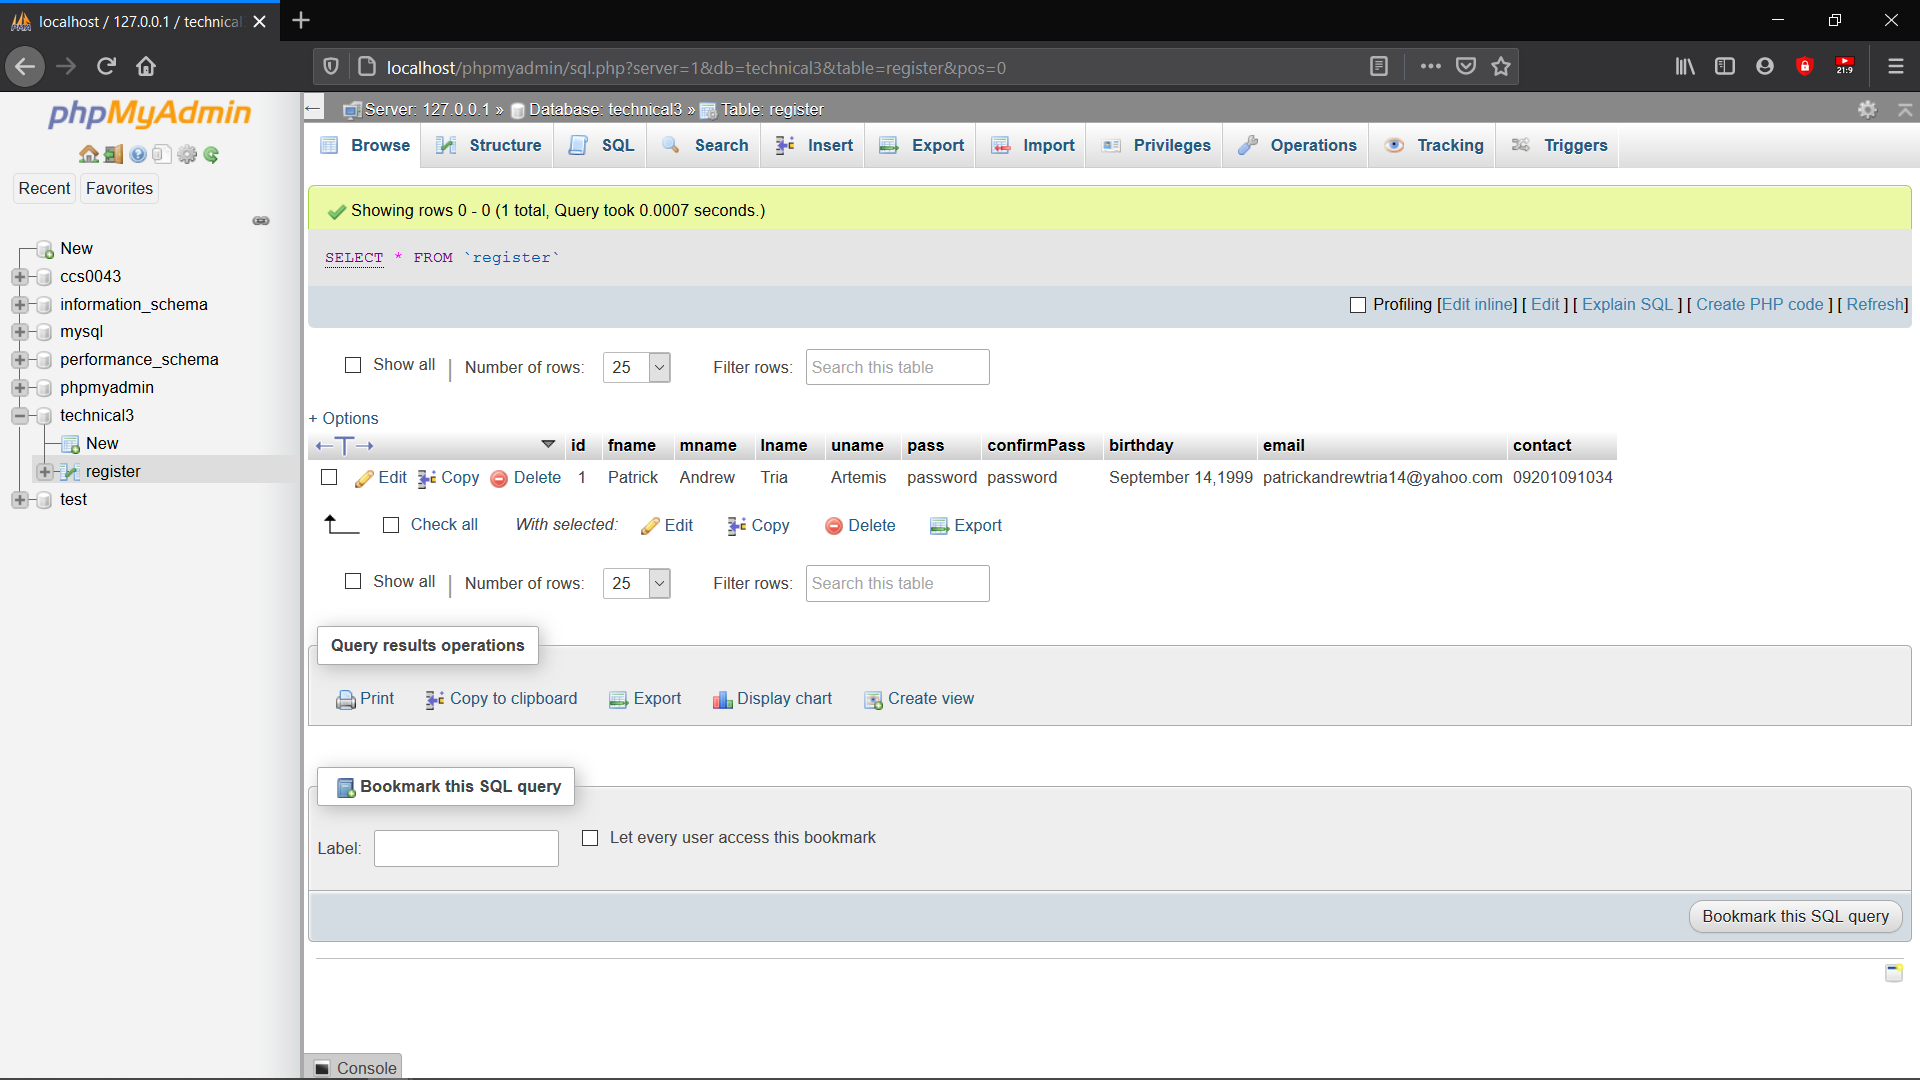 localhost / 127.0.0.1 / technical
localhost/phpmyadmin/sql.php?server=1&db=technical3&table=register&pos=0
21:9
phpMyAdmin
Recent Favorites
New
ccs0043
information_schema
mysql
performance_schema
phpmyadmin
technical3
New
register
test
Server: 127.0.0.1 » Database: technical3 » Table: register
Browse Structure SQL Search Insert Export Import Privileges Operations Tracking Triggers
Showing rows 0 - 0 (1 total, Query took 0.0007 seconds.)
SELECT * FROM `register`
Profiling [Edit inline] [ Edit ] [ Explain SQL ] [ Create PHP code ] [ Refresh]
Show all | Number of rows: 25 Filter rows: Search this table
+ Options
←T→ id fname mname lname uname pass confirmPass birthday email contact
Edit Copy Delete 1 Patrick Andrew Tria Artemis password password September 14,1999 patrickandrewtria14@yahoo.com 09201091034
Check all With selected: Edit Copy Delete Export
Show all | Number of rows: 25 Filter rows: Search this table
Query results operations
Print Copy to clipboard Export Display chart Create view
Bookmark this SQL query
Label: Let every user access this bookmark
Bookmark this SQL query
Console